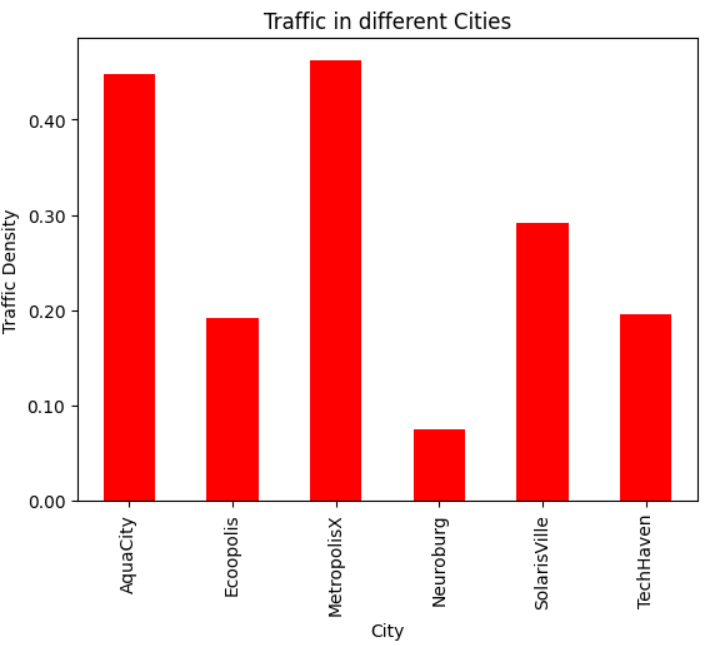 Traffic in different Cities
Traffic Density
0.40
0.30
0.20
0.10
0.00
AquaCity
Ecoopolis
MetropolisX
Neuroburg
SolarisVille
TechHaven
City